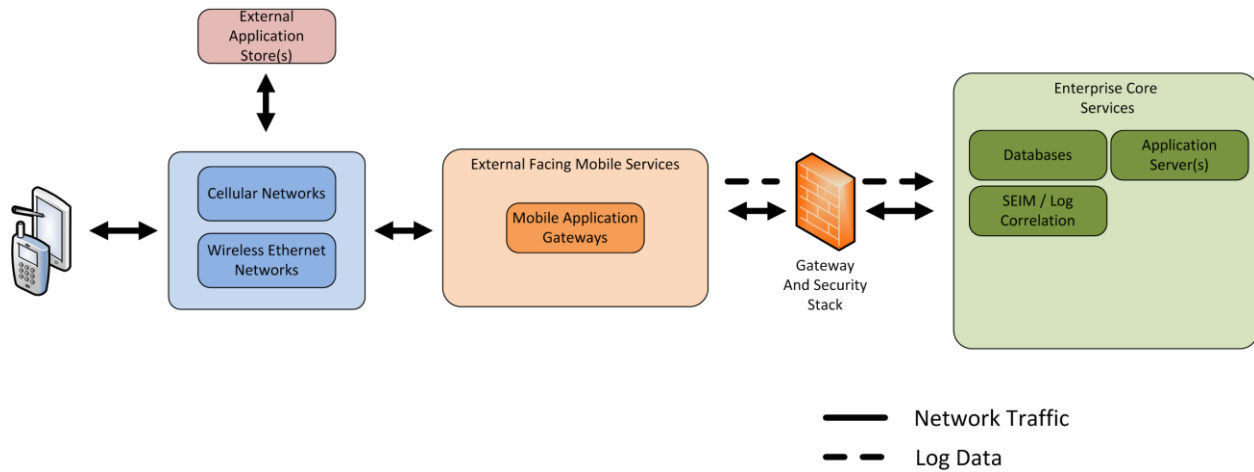 External
Application
Store(s)
Cellular Networks
Wireless Ethernet
Networks
External Facing Mobile Services
Mobile Application
Gateways
Gateway
And Security
Stack
Enterprise Core
Services
Databases
Application
Server(s)
SEIM / Log
Correlation
Network Traffic
Log Data